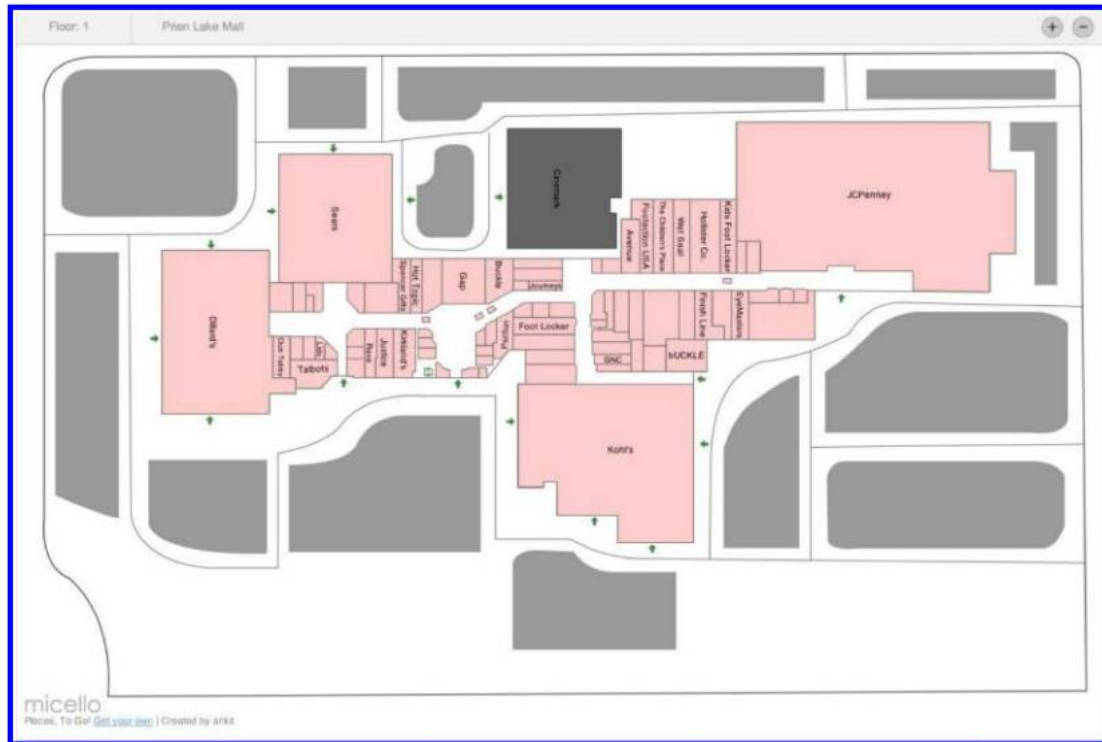 Floor: 1
Prien Lake Mall
+
−
Sears
Cinemark
JCPenney
Dillard's
Spencer Gifts
Hot Topic
Gap
Buckle
Journeys
Avenue
Footaction USA
The Children's Place
Wet Seal
Hollister Co.
Kids Foot Locker
Foot Locker
Finish Line
EyeMasters
GNC
bUCKLE
Lids
Talbots
Justice
Kirkland's
Kohl's
micello
Places, To Go! Get your own | Created by ankit